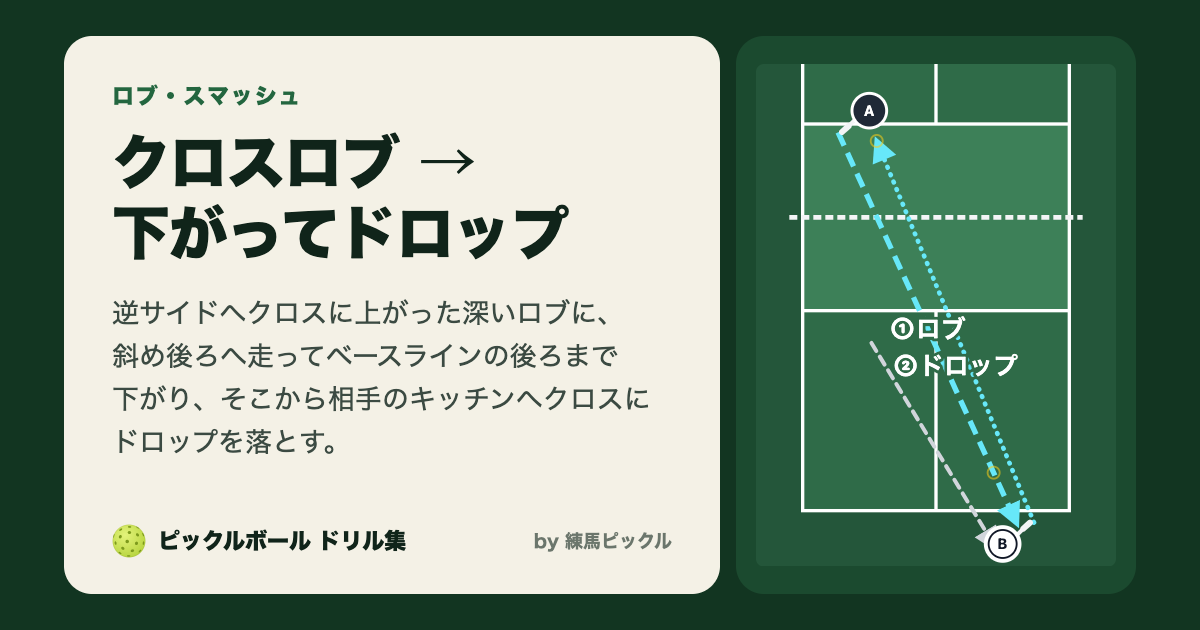 ロブ・スマッシュ
クロスロブ →
下がってドロップ
逆サイドへクロスに上がった深いロブに、
斜め後ろへ走ってベースラインの後ろまで
下がり、そこから相手のキッチンへクロスに
ドロップを落とす。
ピックルボール ドリル集
by 練馬ピックル
A
①ロブ
②ドロップ
B